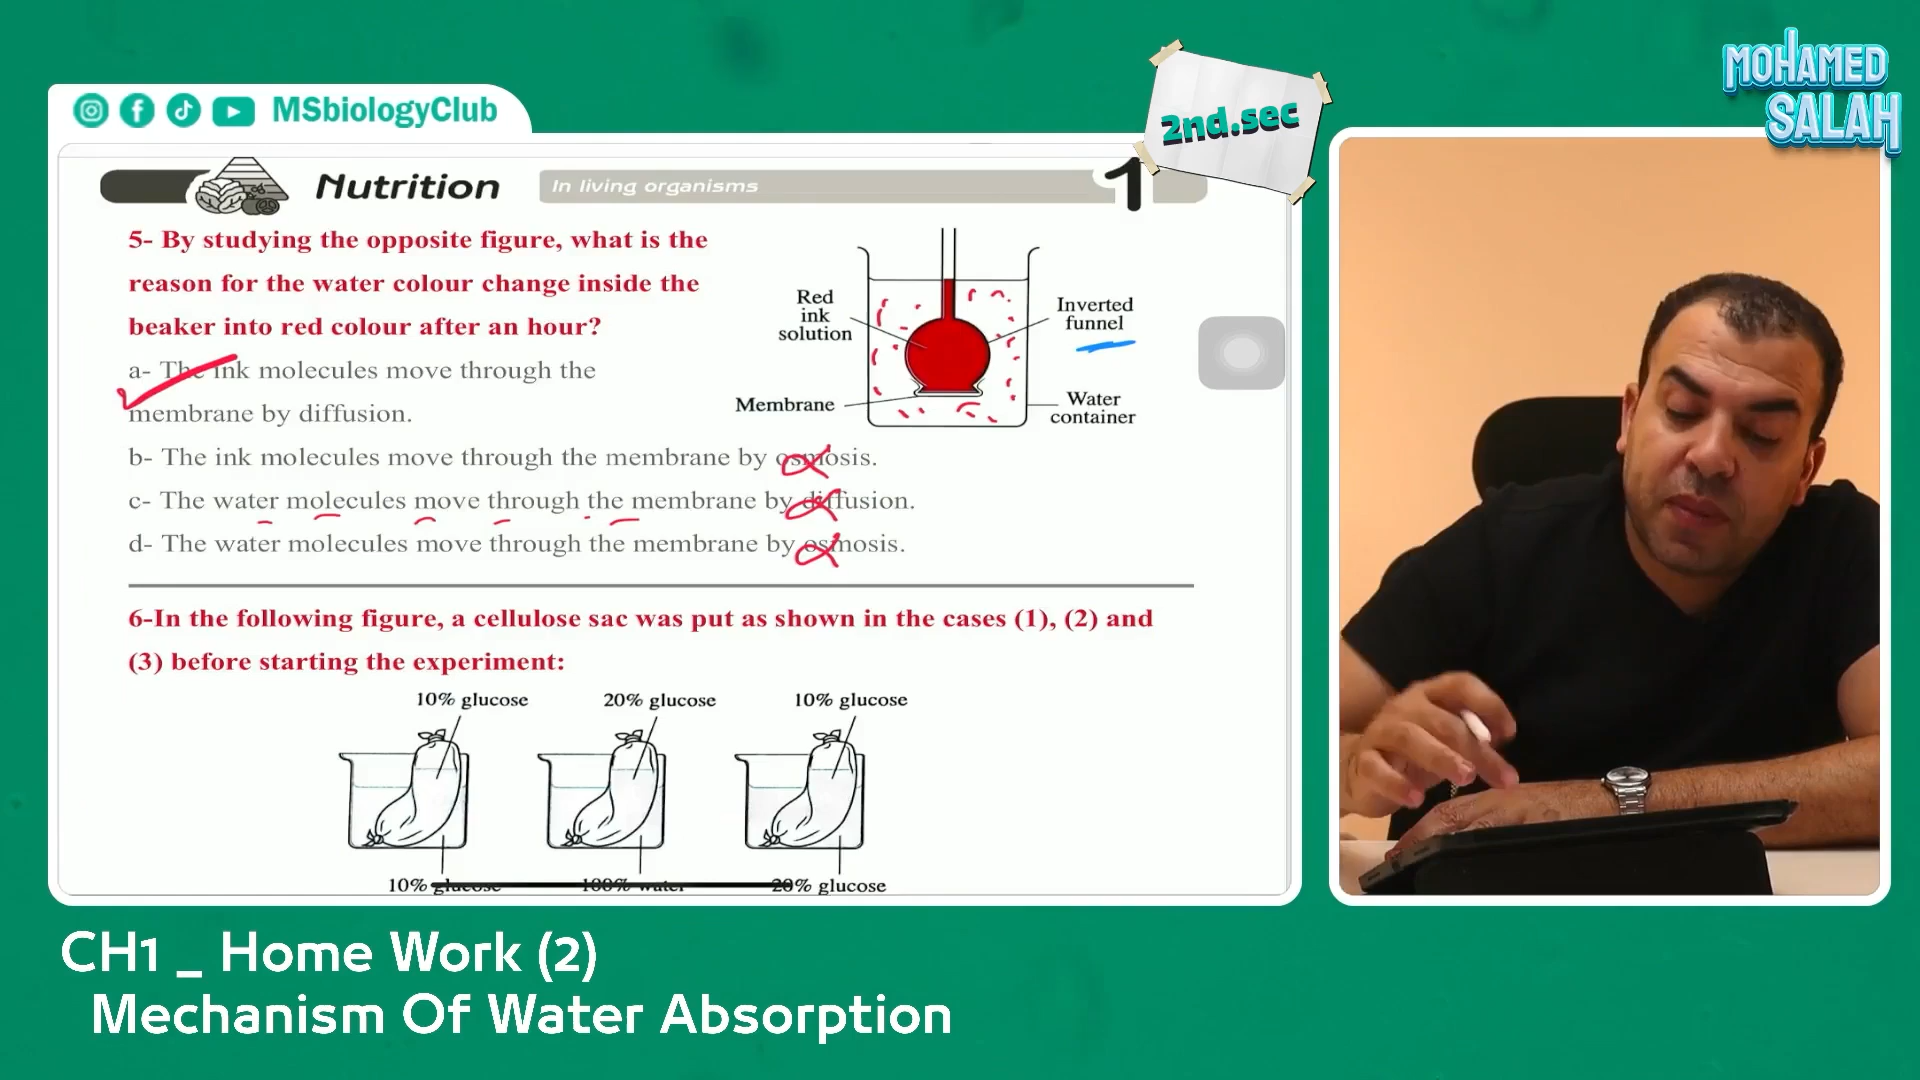 MOHAMED
SALAH
MSbiologyClub
2nd.sec
Nutrition
In living organisms
1
5- By studying the opposite figure, what is the
reason for the water colour change inside the
beaker into red colour after an hour?
a- The ink molecules move through the
membrane by diffusion.
b- The ink molecules move through the membrane by osmosis.
c- The water molecules move through the membrane by diffusion.
d- The water molecules move through the membrane by osmosis.
Red
ink
solution
Inverted
funnel
Membrane
Water
container
6-In the following figure, a cellulose sac was put as shown in the cases (1), (2) and
(3) before starting the experiment:
10% glucose 20% glucose 10% glucose
10% glucose 100% water 20% glucose
CH1 _ Home Work (2)
Mechanism Of Water Absorption